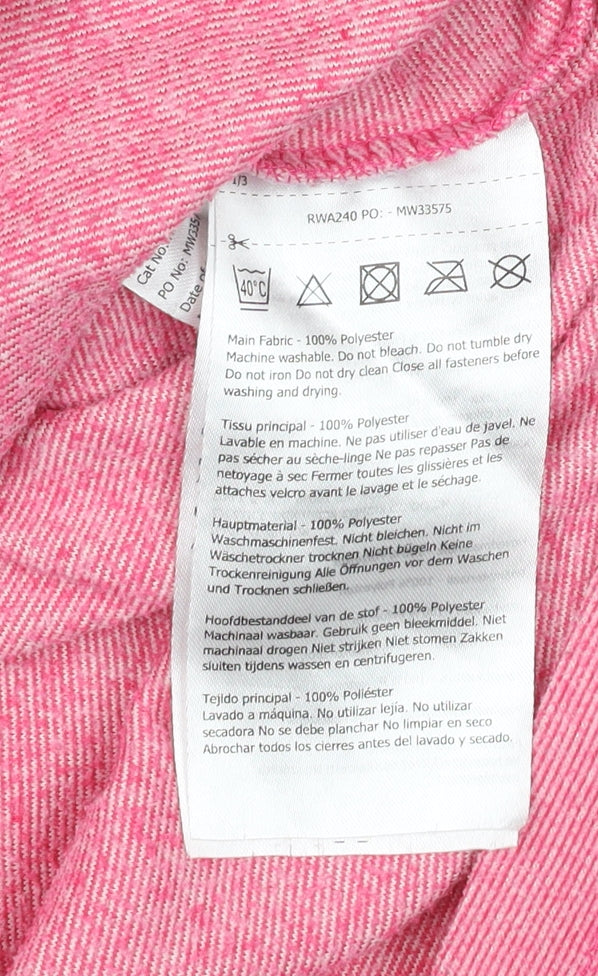 1/3
RWA240 PO: - MW33575
Cat No.
PO No: MW335
Date of
40°C
Main Fabric - 100% Polyester
Machine washable. Do not bleach. Do not tumble dry
Do not iron Do not dry clean Close all fasteners before
washing and drying.
Tissu principal - 100% Polyester
Lavable en machine. Ne pas utiliser d'eau de javel. Ne
pas sécher au sèche-linge Ne pas repasser Pas de
netoyage à sec Fermer toutes les glissières et les
attaches velcro avant le lavage et le séchage.
Hauptmaterial - 100% Polyester
Waschmaschinenfest. Nicht bleichen. Nicht im
Wäschetrockner trocknen Nicht bügeln Keine
Trockenreinigung Alle Öffnungen vor dem Waschen
und Trocknen schließen.
Hoofdbestanddeel van de stof - 100% Polyester
Machinaal wasbaar. Gebruik geen bleekmiddel. Niet
machinaal drogen Niet strijken Niet stomen Zakken
sluiten tijdens wassen en centrifugeren.
Tejido principal - 100% Poliéster
Lavado a máquina. No utilizar lejía. No utilizar
secadora No se debe planchar No limpiar en seco
Abrochar todos los cierres antes del lavado y secado.